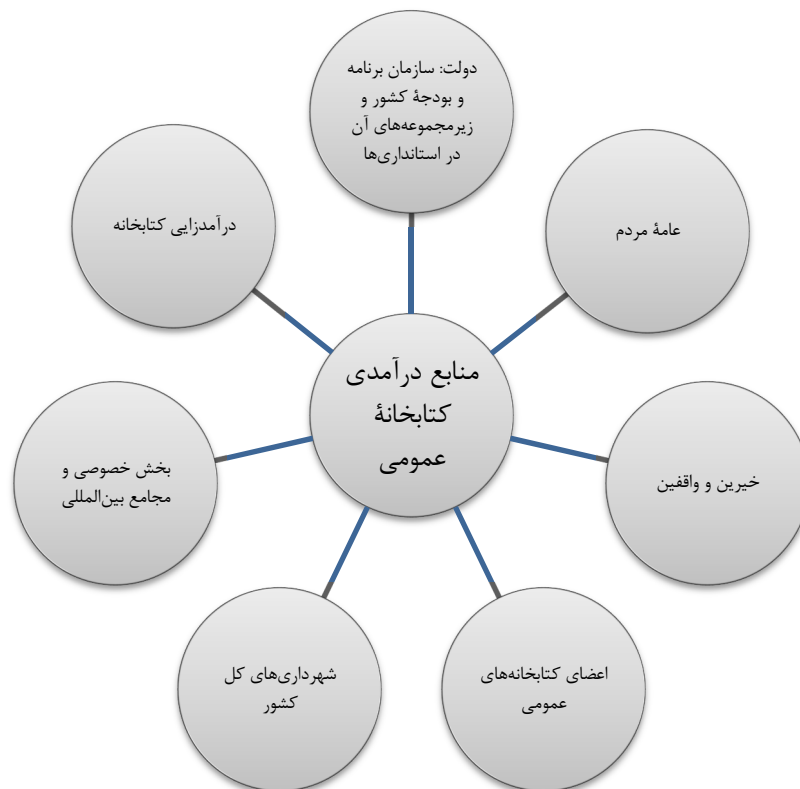 دولت: سازمان برنامه
و بودجهٔ کشور و
زیرمجموعه‌های آن
در استانداری‌ها
عامهٔ مردم
خیرین و واقفین
اعضای کتابخانه‌های
عمومی
شهرداری‌های کل
کشور
بخش خصوصی و
مجامع بین‌المللی
درآمدزایی کتابخانه
منابع درآمدی
کتابخانهٔ
عمومی